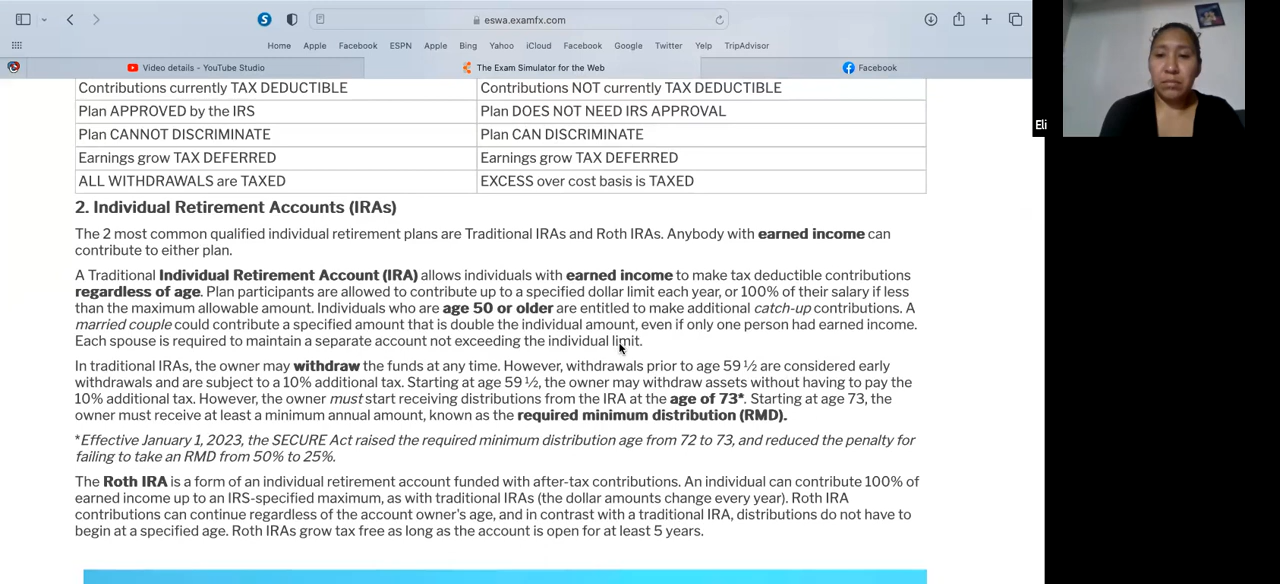 eswa.examfx.com
Home Apple Facebook ESPN Apple Bing Yahoo iCloud Facebook Google Twitter Yelp TripAdvisor
Video details - YouTube Studio The Exam Simulator for the Web Facebook
Contributions currently TAX DEDUCTIBLE Contributions NOT currently TAX DEDUCTIBLE
Plan APPROVED by the IRS Plan DOES NOT NEED IRS APPROVAL
Plan CANNOT DISCRIMINATE Plan CAN DISCRIMINATE
Earnings grow TAX DEFERRED Earnings grow TAX DEFERRED
ALL WITHDRAWALS are TAXED EXCESS over cost basis is TAXED
2. Individual Retirement Accounts (IRAs)
The 2 most common qualified individual retirement plans are Traditional IRAs and Roth IRAs. Anybody with earned income can
contribute to either plan.
A Traditional Individual Retirement Account (IRA) allows individuals with earned income to make tax deductible contributions
regardless of age. Plan participants are allowed to contribute up to a specified dollar limit each year, or 100% of their salary if less
than the maximum allowable amount. Individuals who are age 50 or older are entitled to make additional catch-up contributions. A
married couple could contribute a specified amount that is double the individual amount, even if only one person had earned income.
Each spouse is required to maintain a separate account not exceeding the individual limit.
In traditional IRAs, the owner may withdraw the funds at any time. However, withdrawals prior to age 59 ½ are considered early
withdrawals and are subject to a 10% additional tax. Starting at age 59 ½, the owner may withdraw assets without having to pay the
10% additional tax. However, the owner must start receiving distributions from the IRA at the age of 73*. Starting at age 73, the
owner must receive at least a minimum annual amount, known as the required minimum distribution (RMD).
*Effective January 1, 2023, the SECURE Act raised the required minimum distribution age from 72 to 73, and reduced the penalty for
failing to take an RMD from 50% to 25%.
The Roth IRA is a form of an individual retirement account funded with after-tax contributions. An individual can contribute 100% of
earned income up to an IRS-specified maximum, as with traditional IRAs (the dollar amounts change every year). Roth IRA
contributions can continue regardless of the account owner's age, and in contrast with a traditional IRA, distributions do not have to
begin at a specified age. Roth IRAs grow tax free as long as the account is open for at least 5 years.
Eli